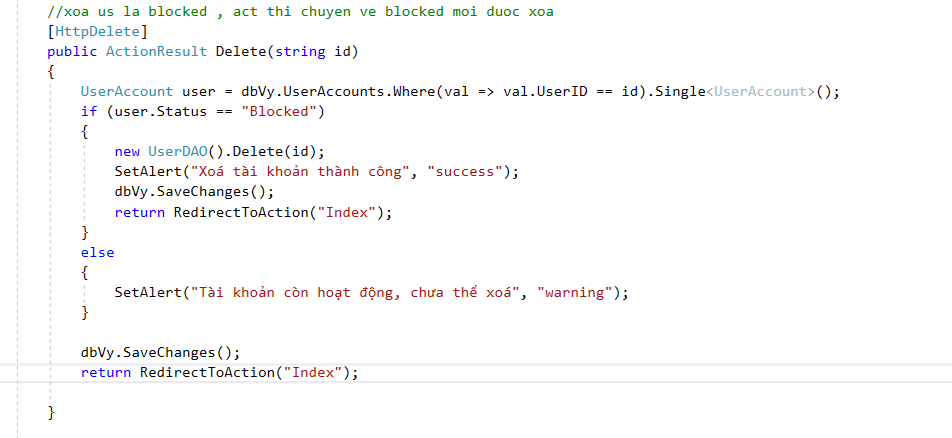 //xoa us la blocked , act thi chuyen ve blocked moi duoc xoa
[HttpDelete]
public ActionResult Delete(string id)
{
UserAccount user = dbVy.UserAccounts.Where(val => val.UserID == id).Single<UserAccount>();
if (user.Status == "Blocked")
{
new UserDAO().Delete(id);
SetAlert("Xoá tài khoản thành công", "success");
dbVy.SaveChanges();
return RedirectToAction("Index");
}
else
{
SetAlert("Tài khoản còn hoạt động, chưa thể xoá", "warning");
}
dbVy.SaveChanges();
return RedirectToAction("Index");
}